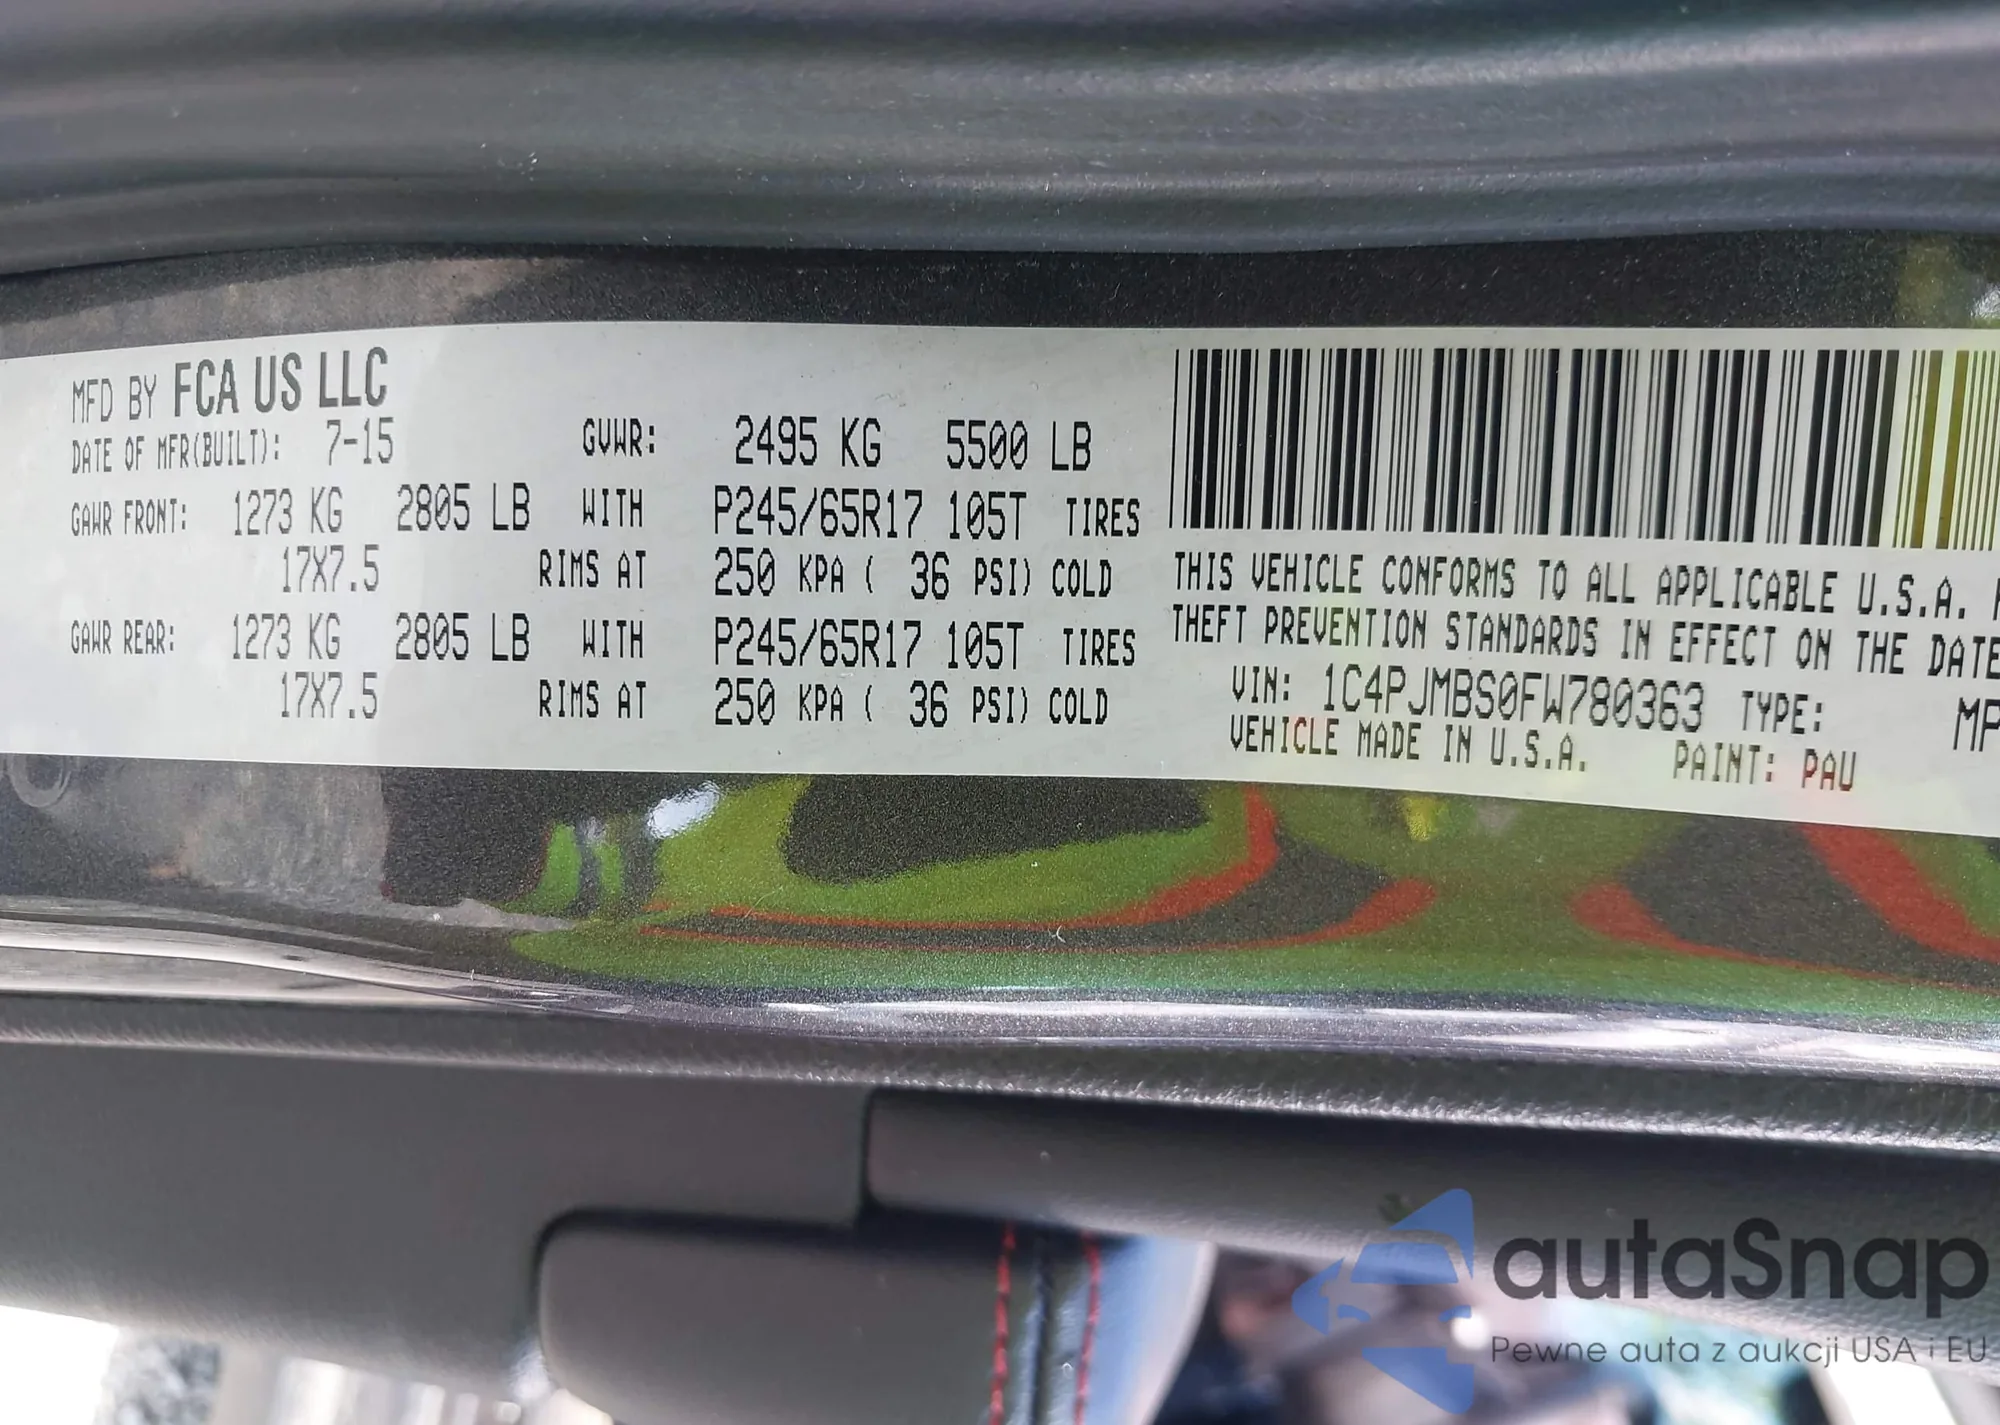 MFD BY FCA US LLC
DATE OF MFR(BUILT): 7-15 GVWR: 2495 KG 5500 LB
GAWR FRONT: 1273 KG 2805 LB WITH P245/65R17 105T TIRES
17X7.5 RIMS AT 250 KPA ( 36 PSI) COLD
GAWR REAR: 1273 KG 2805 LB WITH P245/65R17 105T TIRES
17X7.5 RIMS AT 250 KPA ( 36 PSI) COLD
THIS VEHICLE CONFORMS TO ALL APPLICABLE U.S.A.
THEFT PREVENTION STANDARDS IN EFFECT ON THE DATE
VIN: 1C4PJMBS0FW780363 TYPE: MP
VEHICLE MADE IN U.S.A. PAINT: PAU
autaSnap
Pewne auta z aukcji USA i EU